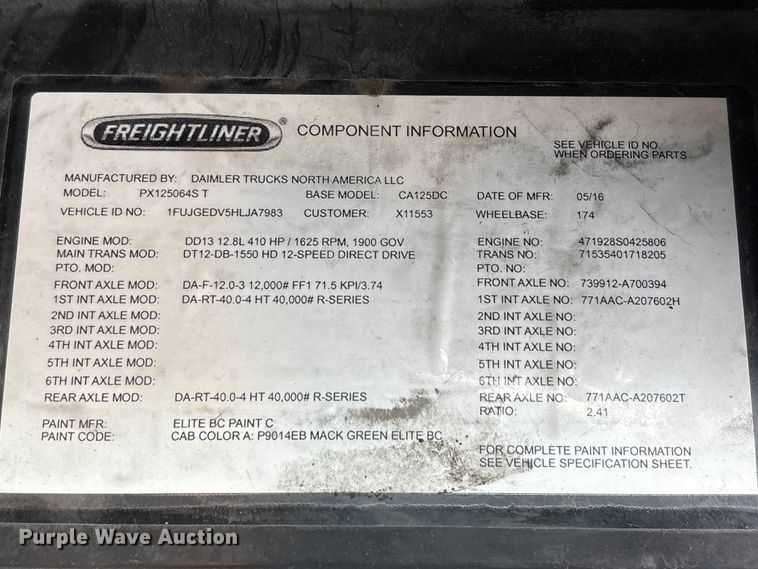 FREIGHTLINER ® COMPONENT INFORMATION
SEE VEHICLE ID NO.
WHEN ORDERING PARTS
MANUFACTURED BY: DAIMLER TRUCKS NORTH AMERICA LLC
MODEL: PX125064S T BASE MODEL: CA125DC DATE OF MFR: 05/16
VEHICLE ID NO: 1FUJGEDV5HLJA7983 CUSTOMER: X11553 WHEELBASE: 174
ENGINE MOD: DD13 12.8L 410 HP / 1625 RPM, 1900 GOV ENGINE NO: 471928S0425806
MAIN TRANS MOD: DT12-DB-1550 HD 12-SPEED DIRECT DRIVE TRANS NO: 71535401718205
PTO. MOD: PTO. NO:
FRONT AXLE MOD: DA-F-12.0-3 12,000# FF1 71.5 KPI/3.74 FRONT AXLE NO: 739912-A700394
1ST INT AXLE MOD: DA-RT-40.0-4 HT 40,000# R-SERIES 1ST INT AXLE NO: 771AAC-A207602H
2ND INT AXLE MOD: 2ND INT AXLE NO:
3RD INT AXLE MOD: 3RD INT AXLE NO:
4TH INT AXLE MOD: 4TH INT AXLE NO:
5TH INT AXLE MOD: 5TH INT AXLE NO:
6TH INT AXLE MOD: 6TH INT AXLE NO:
REAR AXLE MOD: DA-RT-40.0-4 HT 40,000# R-SERIES REAR AXLE NO: 771AAC-A207602T
RATIO: 2.41
PAINT MFR: ELITE BC PAINT C
PAINT CODE: CAB COLOR A: P9014EB MACK GREEN ELITE BC
FOR COMPLETE PAINT INFORMATION
SEE VEHICLE SPECIFICATION SHEET.
Purple Wave Auction